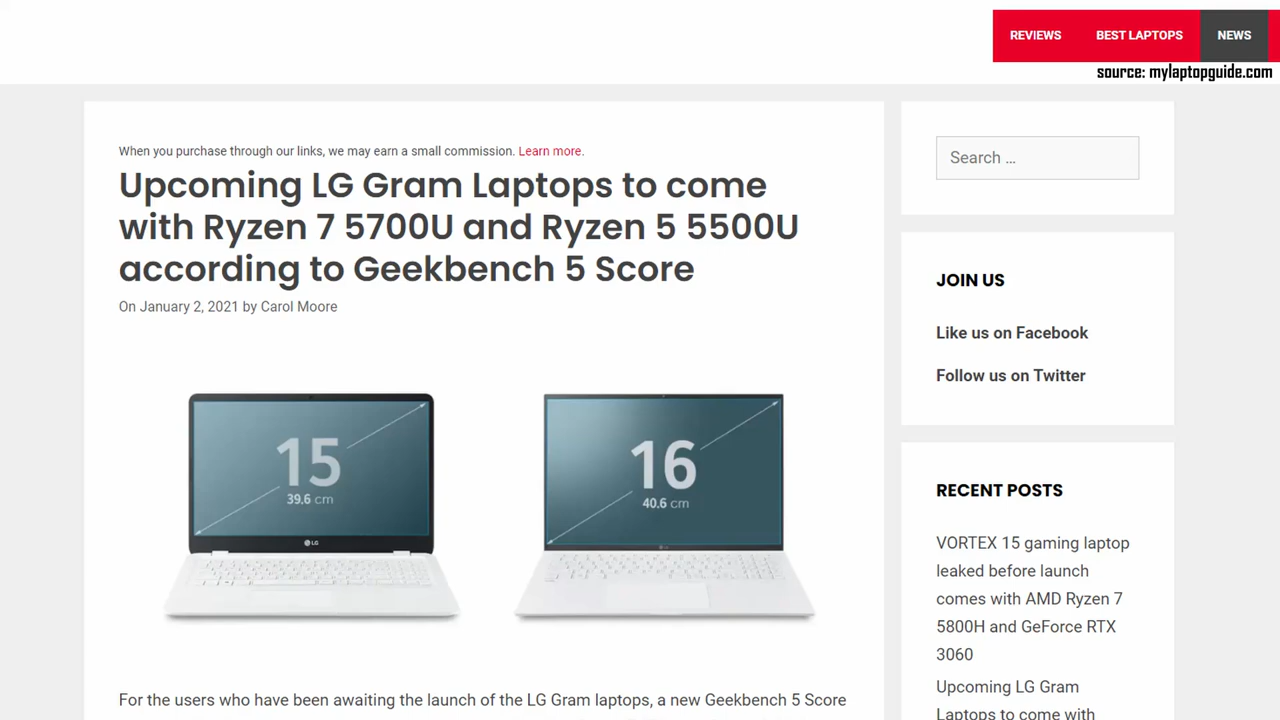 REVIEWS BEST LAPTOPS NEWS
source: mylaptopguide.com
When you purchase through our links, we may earn a small commission. Learn more.
Upcoming LG Gram Laptops to come
with Ryzen 7 5700U and Ryzen 5 5500U
according to Geekbench 5 Score
On January 2, 2021 by Carol Moore
15
39.6 cm
LG
16
40.6 cm
For the users who have been awaiting the launch of the LG Gram laptops, a new Geekbench 5 Score
Search …
JOIN US
Like us on Facebook
Follow us on Twitter
RECENT POSTS
VORTEX 15 gaming laptop
leaked before launch
comes with AMD Ryzen 7
5800H and GeForce RTX
3060
Upcoming LG Gram
Laptops to come with